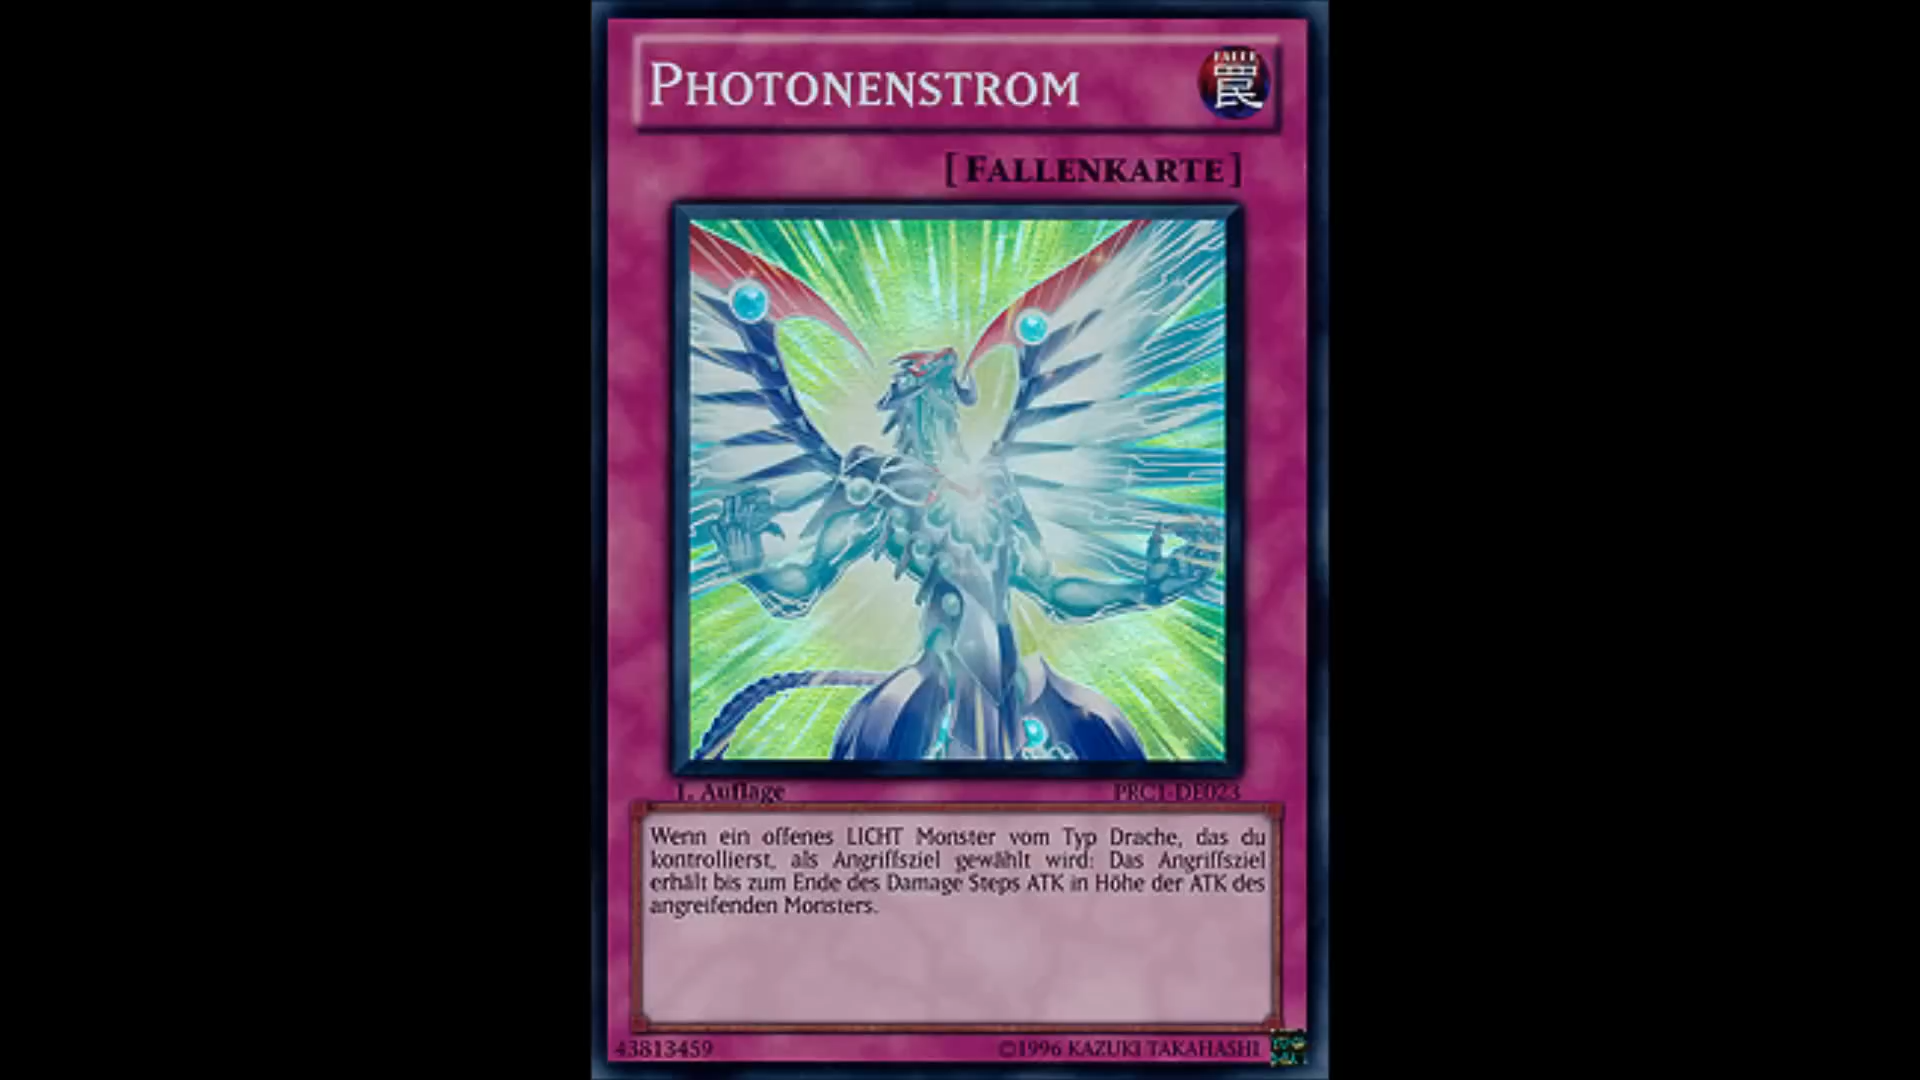 PHOTONENSTROM
FALLE
罠
[FALLENKARTE]
1. Auflage
PRC1-DE023
Wenn ein offenes LICHT Monster vom Typ Drache, das du
kontrollierst, als Angriffsziel gewählt wird: Das Angriffsziel
erhält bis zum Ende des Damage Steps ATK in Höhe der ATK des
angreifenden Monsters.
43813459
©1996 KAZUKI TAKAHASHI